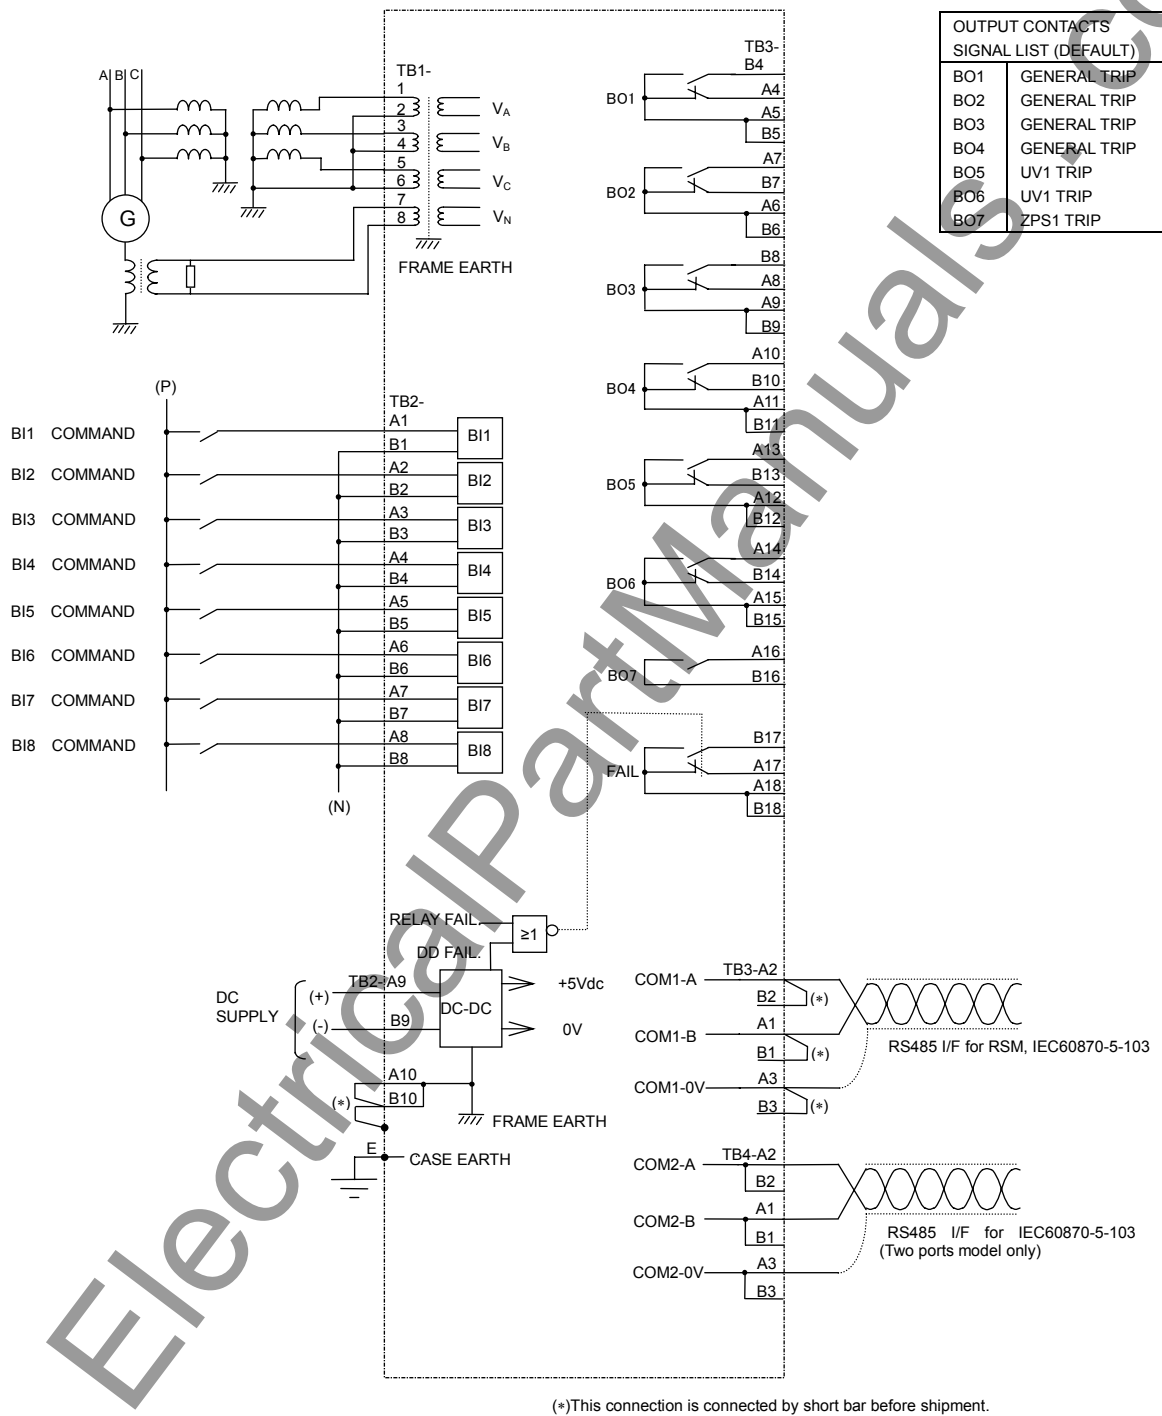 OUTPUT CONTACTS
SIGNAL LIST (DEFAULT)
BO1 GENERAL TRIP
BO2 GENERAL TRIP
BO3 GENERAL TRIP
BO4 GENERAL TRIP
BO5 UV1 TRIP
BO6 UV1 TRIP
BO7 ZPS1 TRIP
A B C
G
TB1-
1
2
3
4
5
6
7
8
VA
VB
VC
VN
FRAME EARTH
(P)
TB2-
BI1 COMMAND A1 B1 BI1
BI2 COMMAND A2 B2 BI2
BI3 COMMAND A3 B3 BI3
BI4 COMMAND A4 B4 BI4
BI5 COMMAND A5 B5 BI5
BI6 COMMAND A6 B6 BI6
BI7 COMMAND A7 B7 BI7
BI8 COMMAND A8 B8 BI8
(N)
TB3-
BO1 B4 A4 A5 B5
BO2 A7 B7 A6 B6
BO3 B8 A8 A9 B9
BO4 A10 B10 A11 B11
BO5 A13 B13 A12 B12
BO6 A14 B14 A15 B15
BO7 A16 B16
FAIL B17 A17 A18 B18
RELAY FAIL.
≥1
DD FAIL.
DC
SUPPLY
(+) TB2- A9
(-) B9
DC-DC
+5Vdc
0V
A10
(∗) B10
FRAME EARTH
E CASE EARTH
COM1-A TB3-A2
B2 (∗)
COM1-B A1
B1 (∗)
COM1-0V A3
B3 (∗)
RS485 I/F for RSM, IEC60870-5-103
COM2-A TB4-A2
B2
COM2-B A1
B1
COM2-0V A3
B3
RS485 I/F for IEC60870-5-103
(Two ports model only)
(∗)This connection is connected by short bar before shipment.
ElectricalPartManuals . co